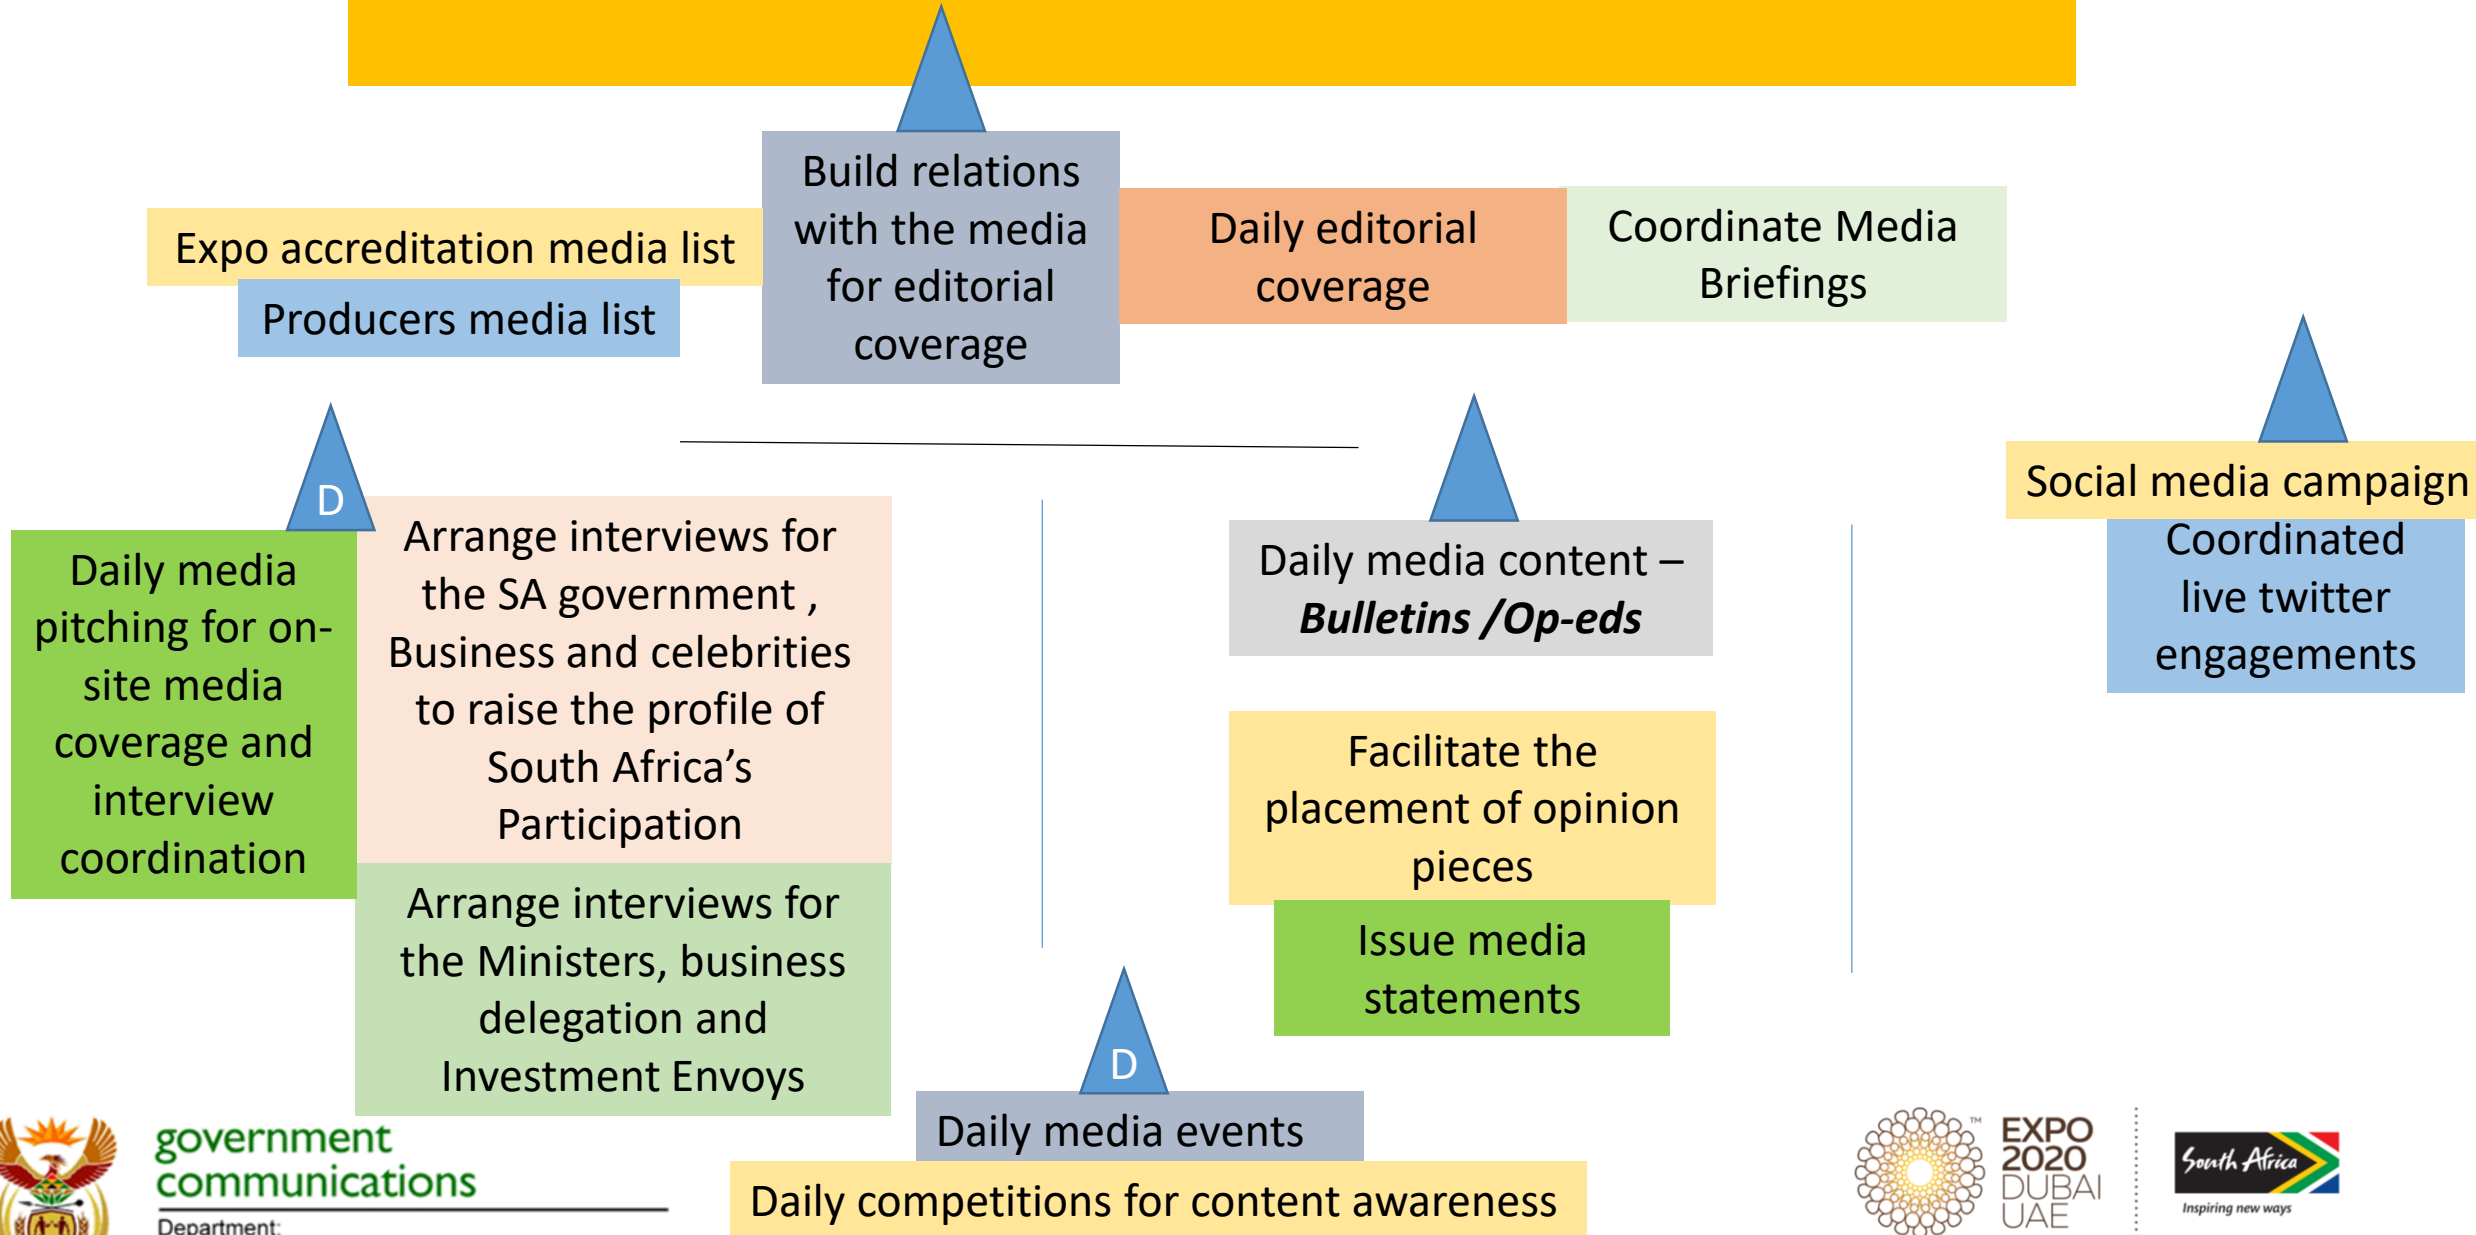 Build relations
with the media
for editorial
coverage
Expo accreditation media list
Producers media list
Daily editorial
coverage
Coordinate Media
Briefings
D
Daily media
pitching for on-
site media
coverage and
interview
coordination
Arrange interviews for
the SA government ,
Business and celebrities
to raise the profile of
South Africa’s
Participation
Arrange interviews for
the Ministers, business
delegation and
Investment Envoys
Daily media content –
Bulletins /Op-eds
Facilitate the
placement of opinion
pieces
Issue media
statements
Social media campaign
Coordinated
live twitter
engagements
D
Daily media events
Daily competitions for content awareness
government
communications
Department:
TM
EXPO
2020
DUBAI
UAE
South Africa
Inspiring new ways